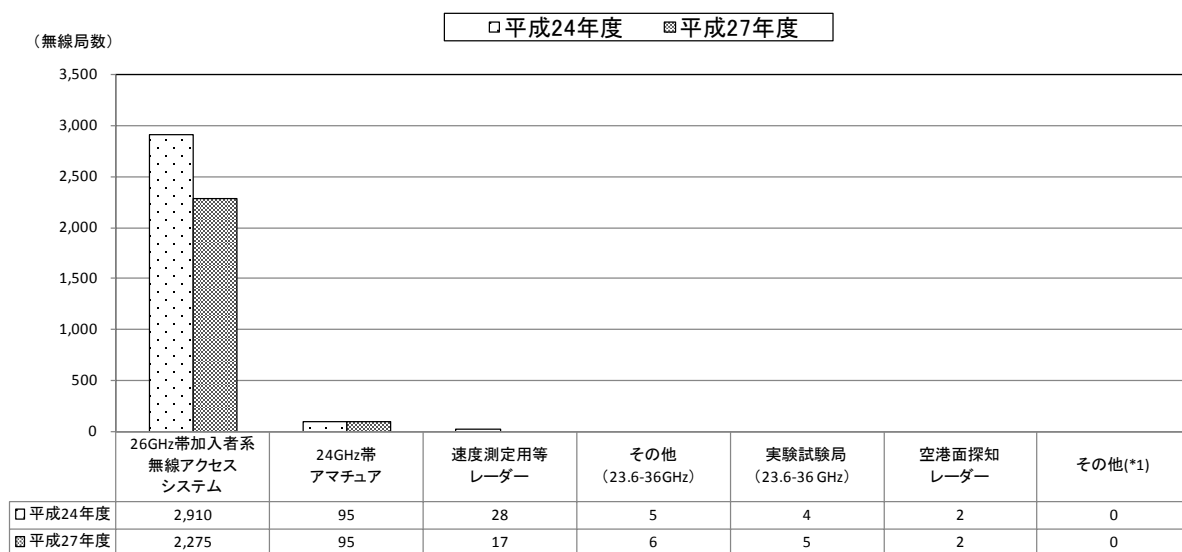 平成24年度 平成27年度
(無線局数)
3,500
3,000
2,500
2,000
1,500
1,000
500
0
26GHz帯加入者系
無線アクセス
システム
24GHz帯
アマチュア
速度測定用等
レーダー
その他
(23.6-36GHz)
実験試験局
(23.6-36 GHz)
空港面探知
レーダー
その他(*1)
平成24年度 2,910 95 28 5 4 2 0
平成27年度 2,275 95 17 6 5 2 0